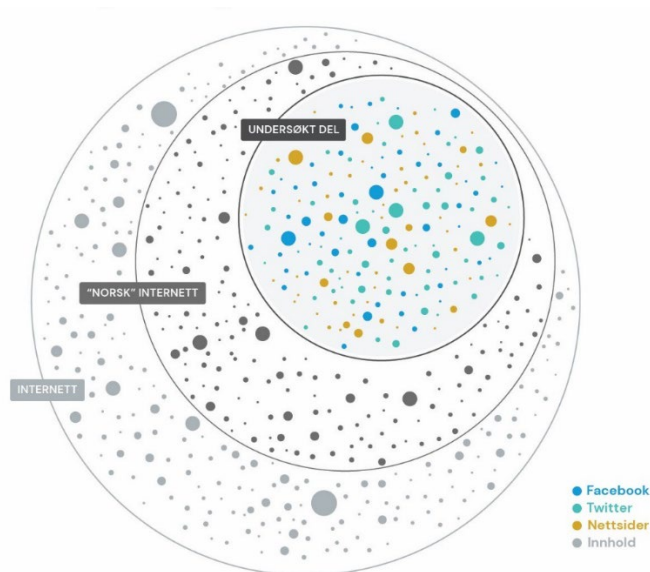 UNDERSØKT DEL
“NORSK” INTERNETT
INTERNETT
Facebook
Twitter
Nettsider
Innhold